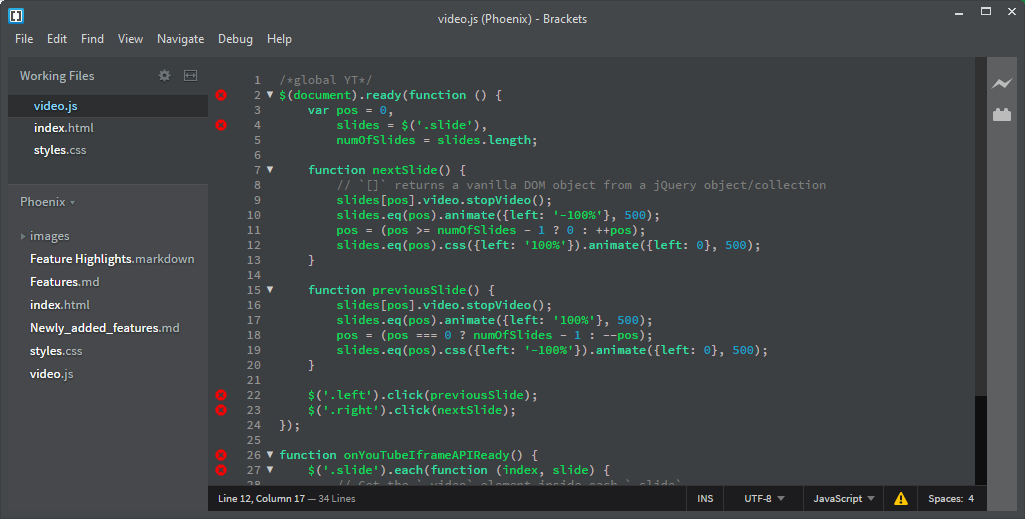 video.js (Phoenix) - Brackets
File Edit Find View Navigate Debug Help
Working Files
video.js
index.html
styles.css
Phoenix
images
Feature Highlights.markdown
Features.md
index.html
Newly_added_features.md
styles.css
video.js
1 /*global YT*/
2 $(document).ready(function () {
3     var pos = 0,
4         slides = $('.slide'),
5         numOfSlides = slides.length;
6
7     function nextSlide() {
8         // `[]` returns a vanilla DOM object from a jQuery object/collection
9         slides[pos].video.stopVideo();
10         slides.eq(pos).animate({left: '-100%'}, 500);
11         pos = (pos >= numOfSlides - 1 ? 0 : ++pos);
12         slides.eq(pos).css({left: '100%'}).animate({left: 0}, 500);
13     }
14
15     function previousSlide() {
16         slides[pos].video.stopVideo();
17         slides.eq(pos).animate({left: '100%'}, 500);
18         pos = (pos === 0 ? numOfSlides - 1 : --pos);
19         slides.eq(pos).css({left: '-100%'}).animate({left: 0}, 500);
20     }
21
22     $('.left').click(previousSlide);
23     $('.right').click(nextSlide);
24 });
25
26 function onYouTubeIframeAPIReady() {
27     $('.slide').each(function (index, slide) {
28         // Get the `.video` element inside each `.slide`
Line 12, Column 17 — 34 Lines INS UTF-8 JavaScript Spaces: 4